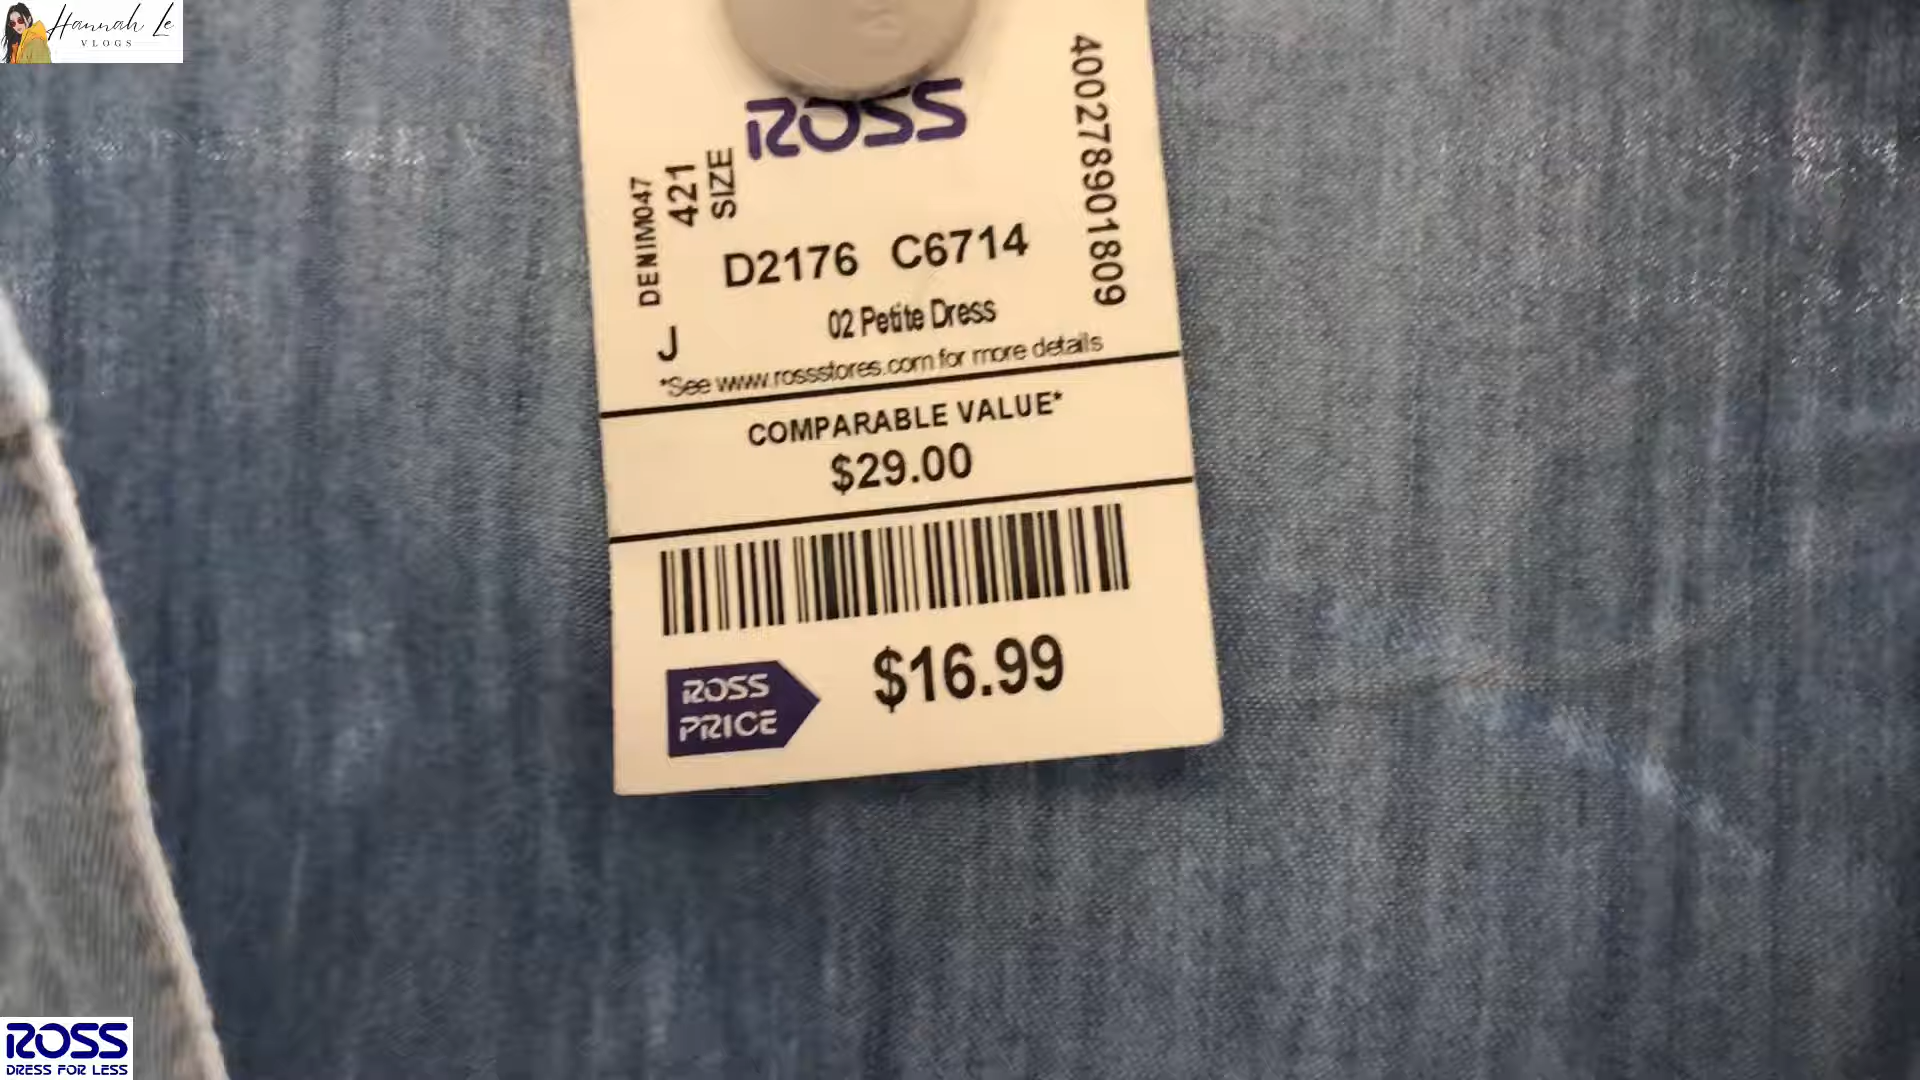 Hannah Le
VLOGS
ROSS
400278901809
DENIM047
421
SIZE
D2176 C6714
02 Petite Dress
J
*See www.rossstores.com for more details
COMPARABLE VALUE*
$29.00
ROSS
PRICE
$16.99
ROSS
DRESS FOR LESS